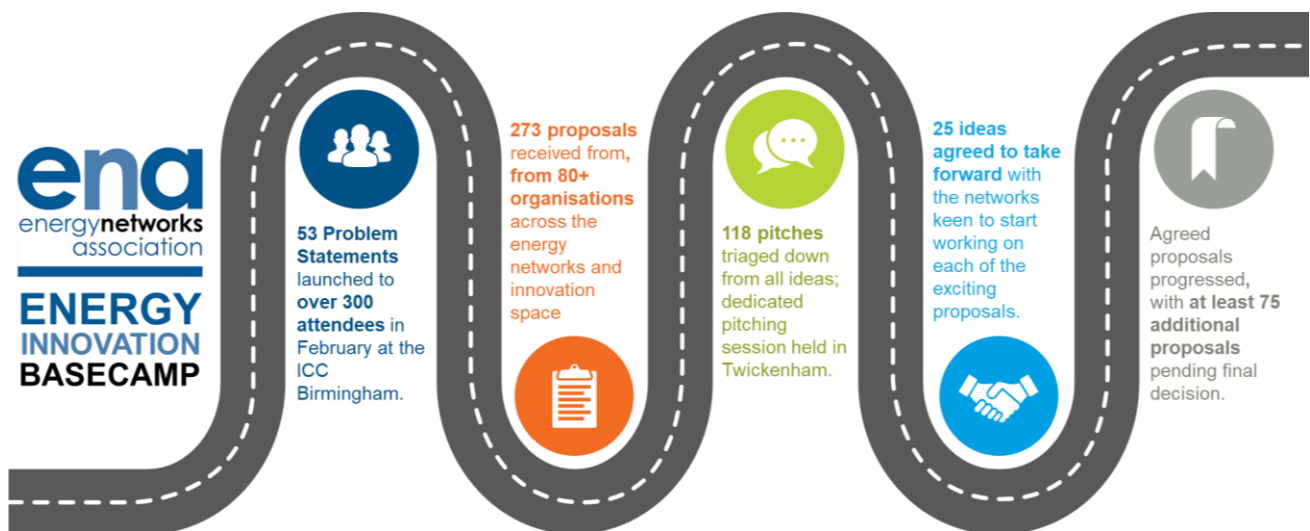 ena
energynetworks
association
ENERGY
INNOVATION
BASECAMP
53 Problem
Statements
launched to
over 300
attendees in
February at the
ICC
Birmingham.
273 proposals
received from,
from 80+
organisations
across the
energy
networks and
innovation
space
118 pitches
triaged down
from all ideas;
dedicated
pitching
session held in
Twickenham.
25 ideas
agreed to take
forward with
the networks
keen to start
working on
each of the
exciting
proposals.
Agreed
proposals
progressed,
with at least 75
additional
proposals
pending final
decision.